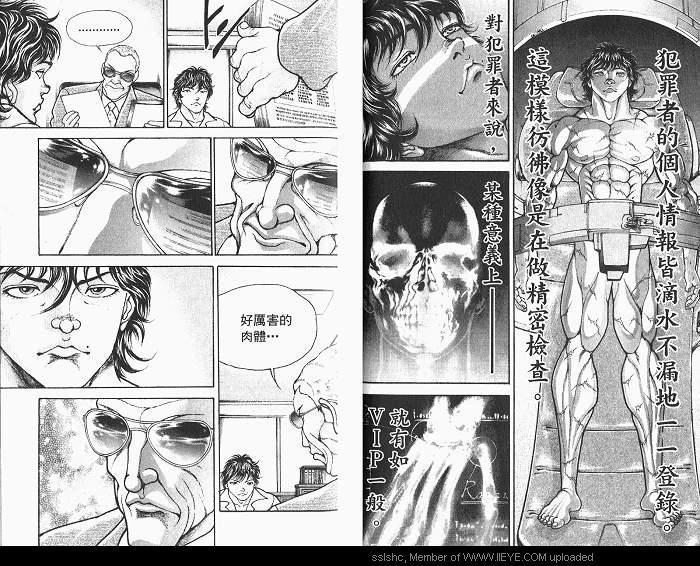 犯罪者的個人情報皆滴水不漏地一一登錄。
這模樣彷彿像是在做精密檢查。
對犯罪者來說，
某種意義上——
就有如
VIP一般。
…………
好厲害的
肉體…
sslshc, Member of WWW.IIEYE.COM uploaded